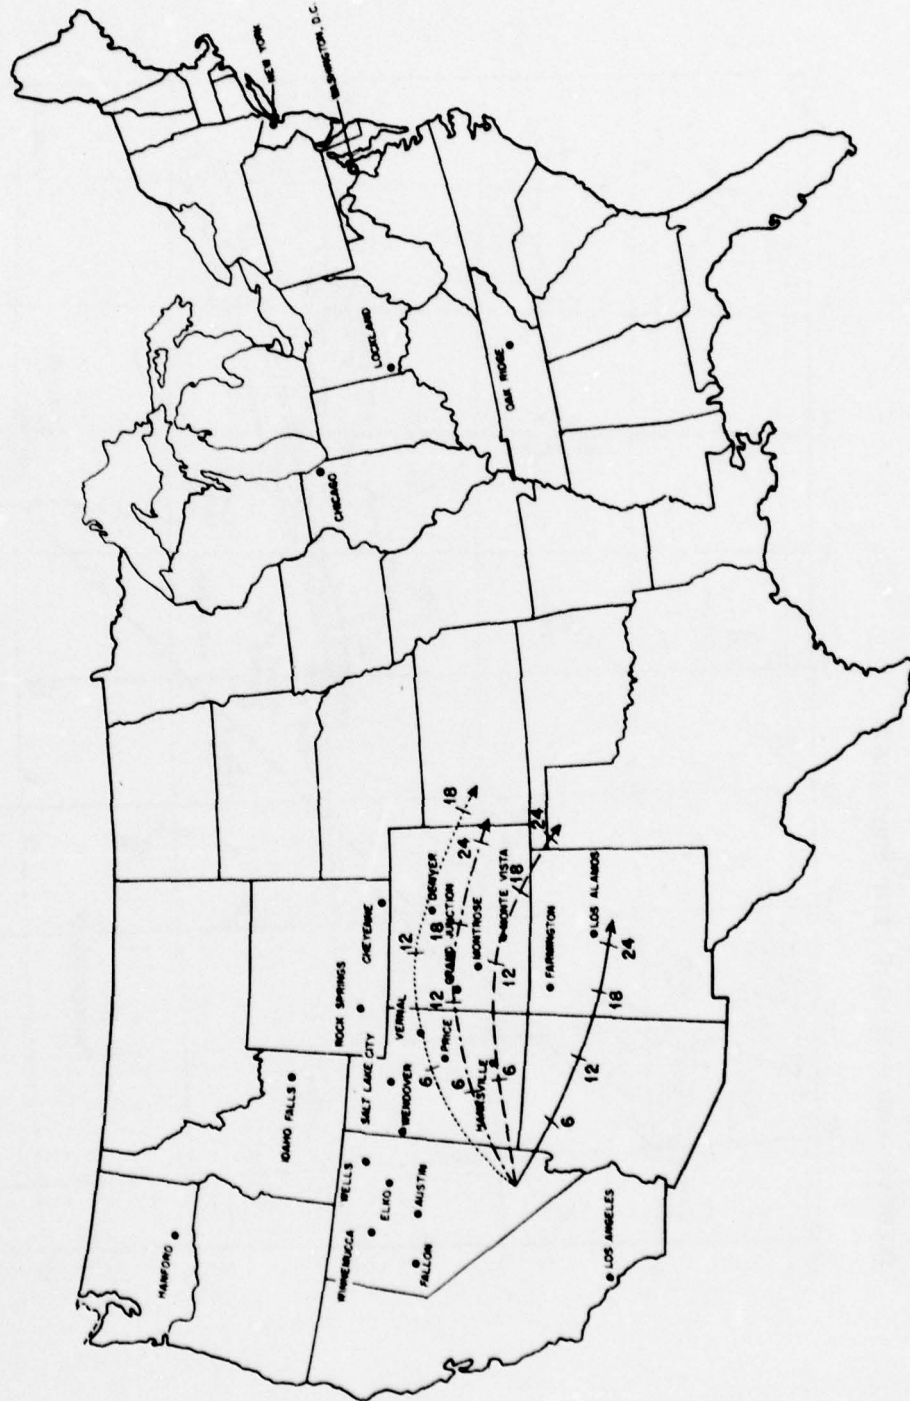 HANFORD
IDAHO FALLS
WINNEMUCCA
WELLS
ELKO
AUSTIN
FALLON
SALT LAKE CITY
WENDOVER
ROCK SPRINGS
CHEYENNE
VERNAL
PRICE
HANKSVILLE
GRAND JUNCTION
DENVER
MONTROSE
MONTE VISTA
FARMINGTON
LOS ALAMOS
LOS ANGELES
CHICAGO
LOCKLAND
OAK RIDGE
NEW YORK
WASHINGTON, D.C.
6
12
18
6
12
18
24
6
12
18
24
6
12
18
24